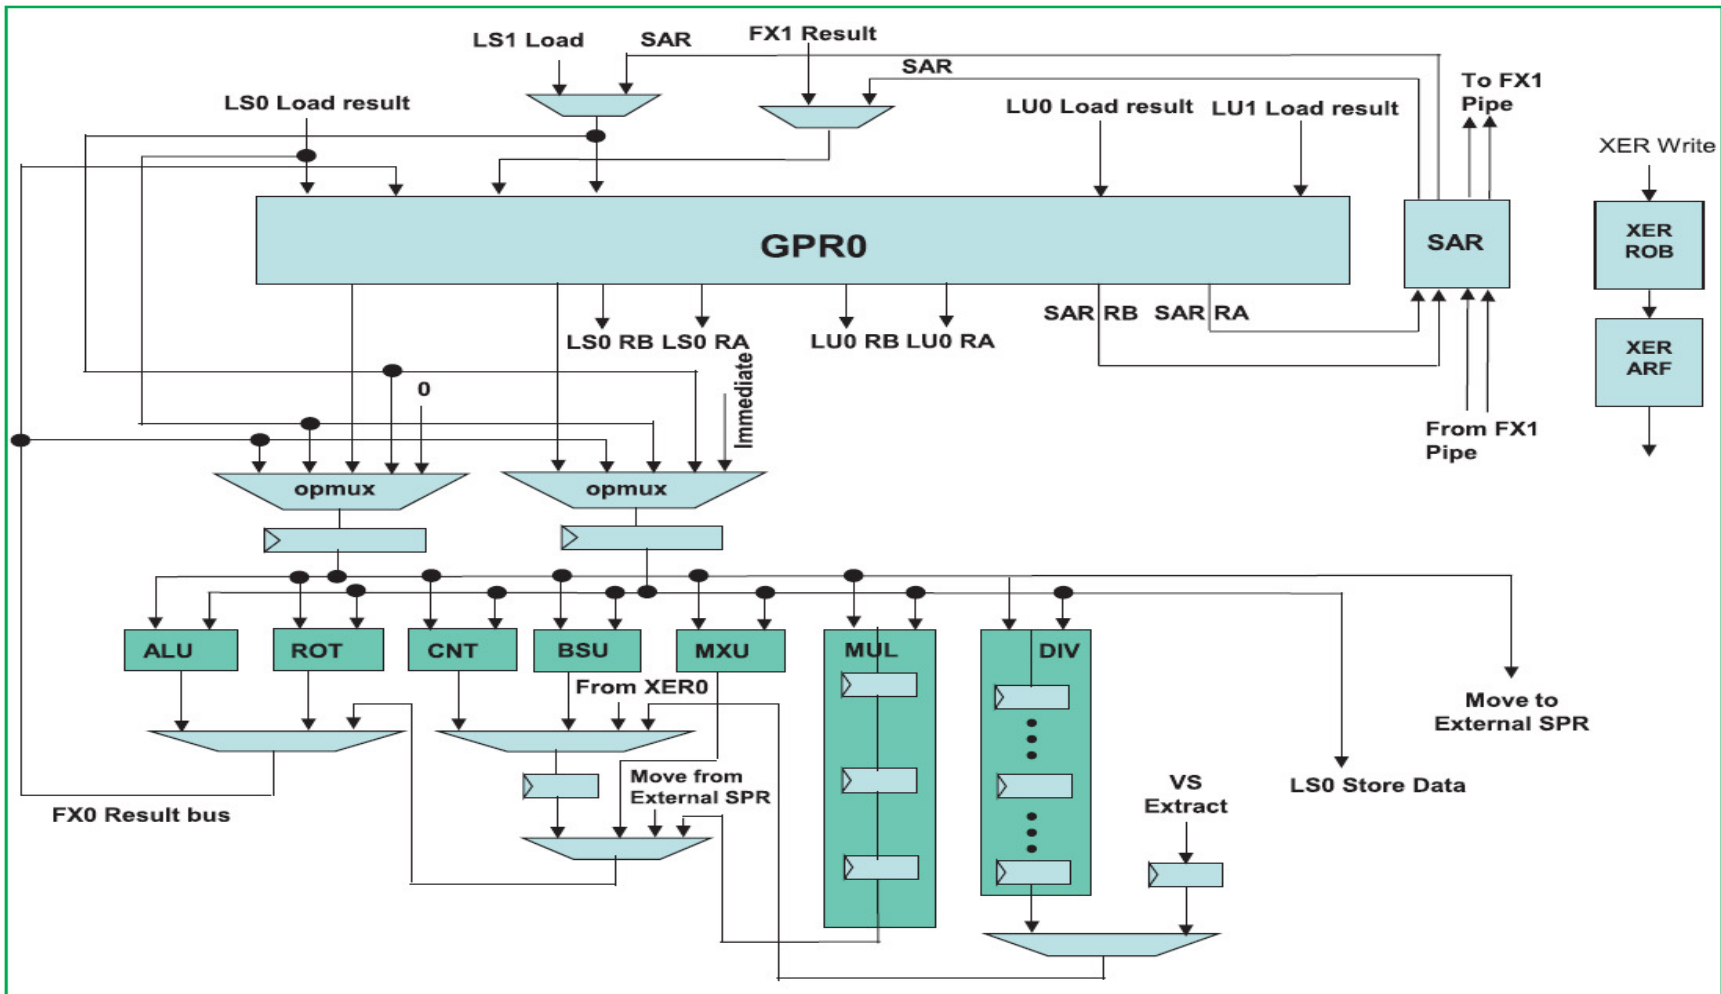 LS1 Load
SAR
FX1 Result
SAR
To FX1
Pipe
LS0 Load result
LU0 Load result
LU1 Load result
XER Write
GPR0
SAR
XER
ROB
SAR RB
SAR RA
LS0 RB
LS0 RA
LU0 RB
LU0 RA
XER
ARF
0
Immediate
From FX1
Pipe
opmux
opmux
ALU
ROT
CNT
BSU
MXU
MUL
DIV
From XER0
Move to
External SPR
Move from
External SPR
VS
Extract
LS0 Store Data
FX0 Result bus